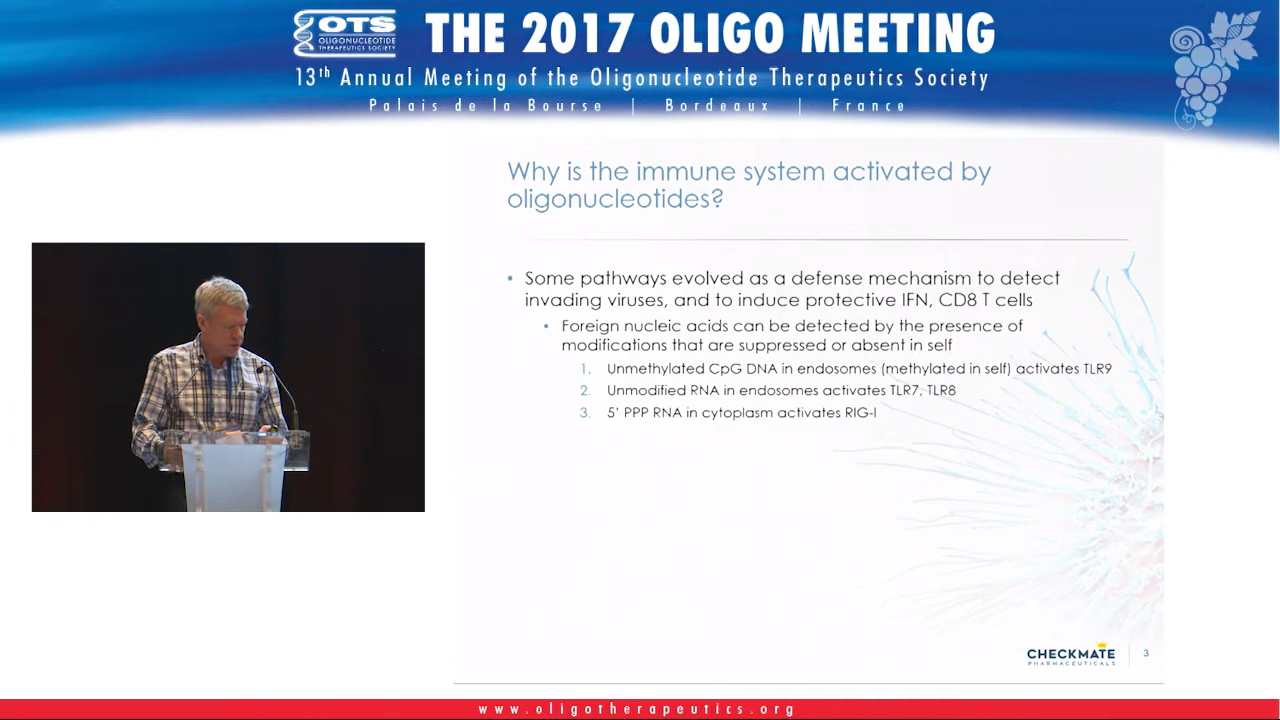 OTS
OLIGONUCLEOTIDE
THERAPEUTICS SOCIETY
THE 2017 OLIGO MEETING
13th Annual Meeting of the Oligonucleotide Therapeutics Society
Palais de la Bourse | Bordeaux | France
Why is the immune system activated by
oligonucleotides?
• Some pathways evolved as a defense mechanism to detect
invading viruses, and to induce protective IFN, CD8 T cells
• Foreign nucleic acids can be detected by the presence of
modifications that are suppressed or absent in self
1. Unmethylated CpG DNA in endosomes (methylated in self) activates TLR9
2. Unmodified RNA in endosomes activates TLR7, TLR8
3. 5' PPP RNA in cytoplasm activates RIG-I
CHECKMATE
PHARMACEUTICALS
3
www.oligotherapeutics.org